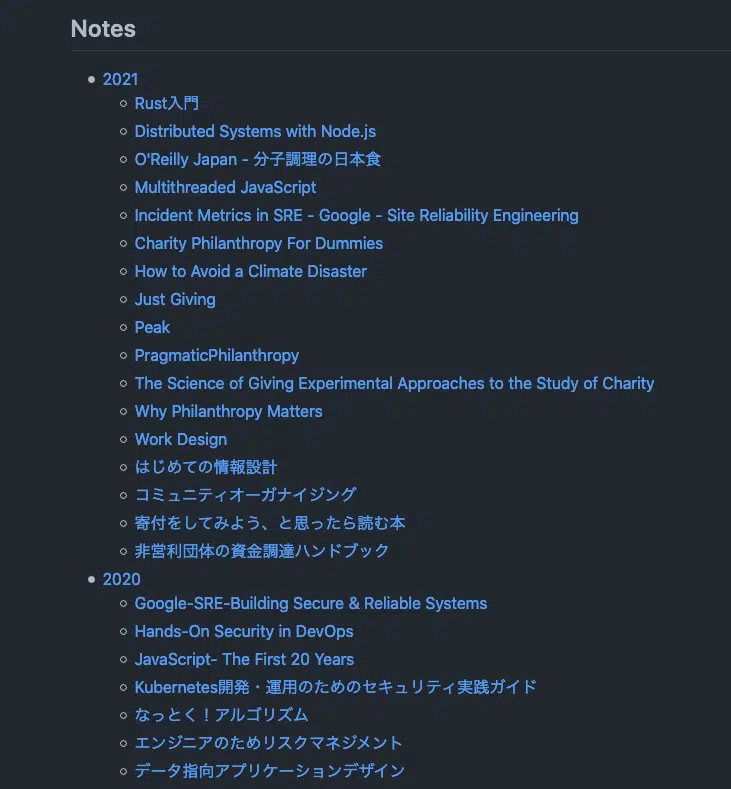 Notes
2021
Rust入門
Distributed Systems with Node.js
O'Reilly Japan - 分子調理の日本食
Multithreaded JavaScript
Incident Metrics in SRE - Google - Site Reliability Engineering
Charity Philanthropy For Dummies
How to Avoid a Climate Disaster
Just Giving
Peak
PragmaticPhilanthropy
The Science of Giving Experimental Approaches to the Study of Charity
Why Philanthropy Matters
Work Design
はじめての情報設計
コミュニティオーガナイジング
寄付をしてみよう、と思ったら読む本
非営利団体の資金調達ハンドブック
2020
Google-SRE-Building Secure & Reliable Systems
Hands-On Security in DevOps
JavaScript- The First 20 Years
Kubernetes開発・運用のためのセキュリティ実践ガイド
なっとく！アルゴリズム
エンジニアのためリスクマネジメント
データ指向アプリケーションデザイン